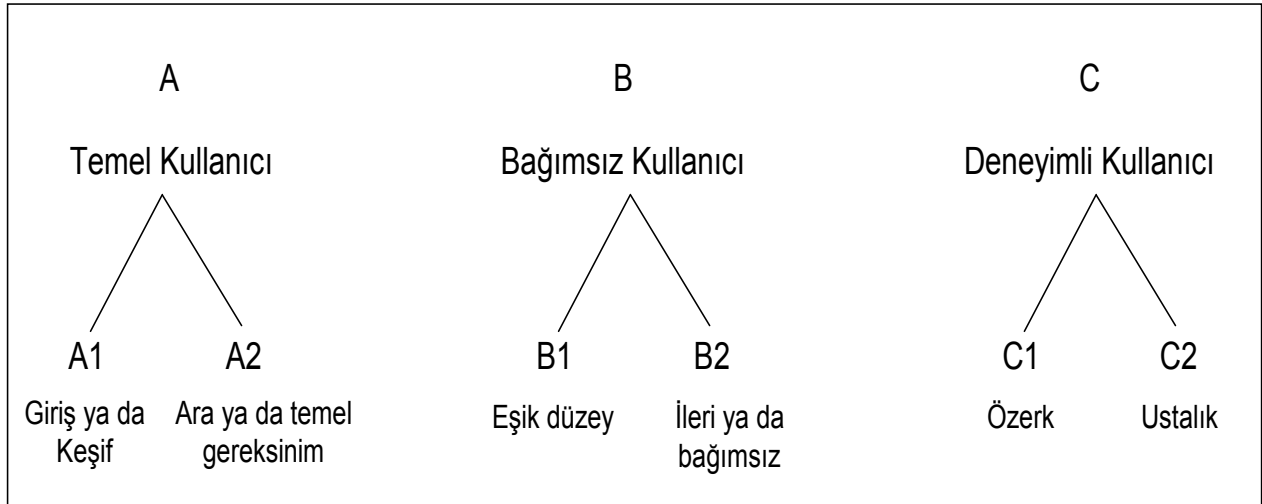 A
B
C
Temel Kullanıcı
Bağımsız Kullanıcı
Deneyimli Kullanıcı
A1
A2
B1
B2
C1
C2
Giriş ya da
Keşif
Ara ya da temel
gereksinim
Eşik düzey
İleri ya da
bağımsız
Özerk
Ustalık